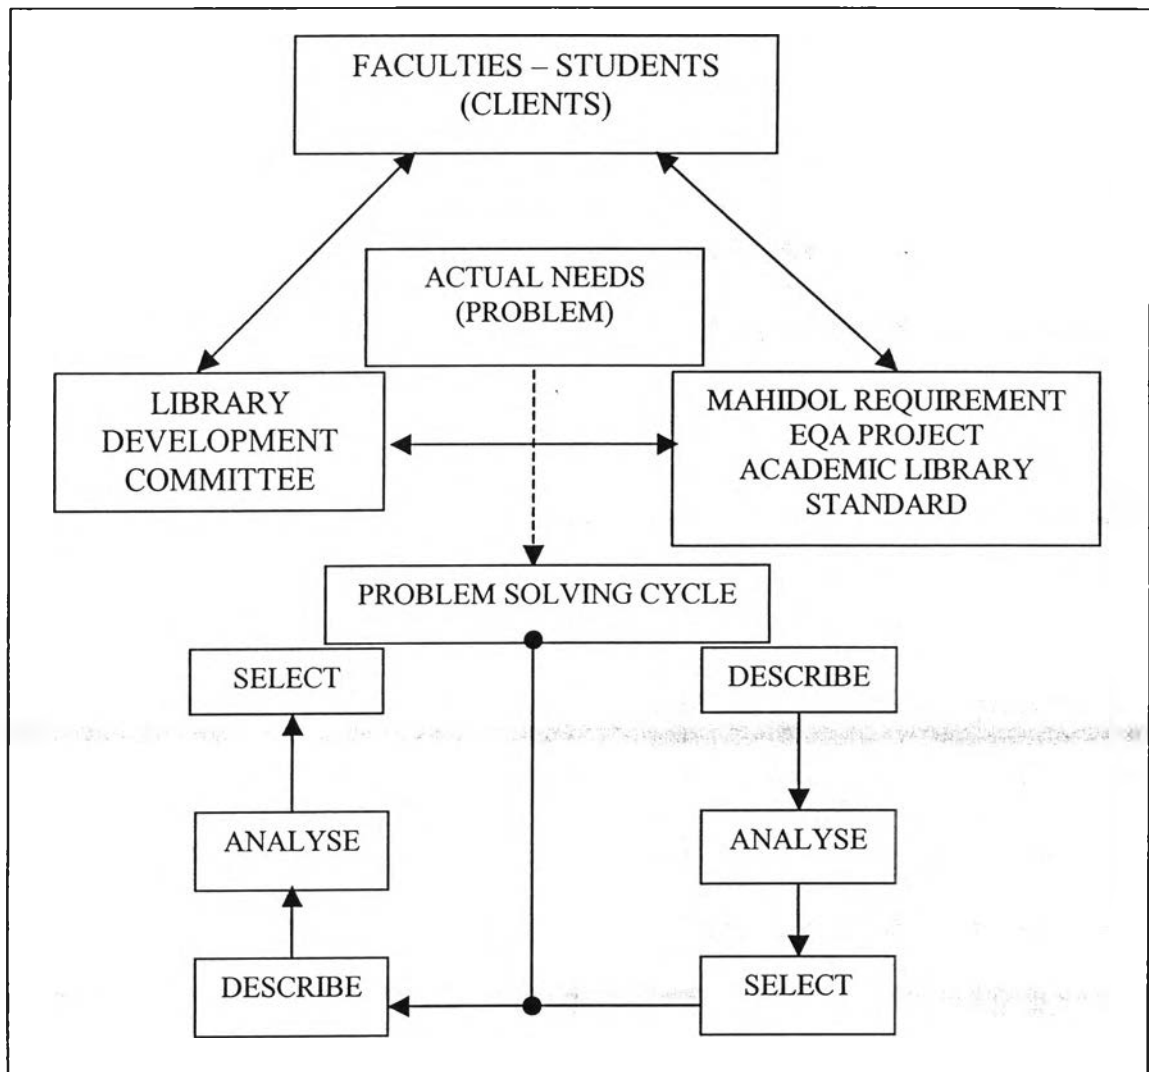 FACULTIES – STUDENTS
(CLIENTS)
ACTUAL NEEDS
(PROBLEM)
LIBRARY
DEVELOPMENT
COMMITTEE
MAHIDOL REQUIREMENT
EQA PROJECT
ACADEMIC LIBRARY
STANDARD
PROBLEM SOLVING CYCLE
SELECT
DESCRIBE
ANALYSE
ANALYSE
DESCRIBE
SELECT